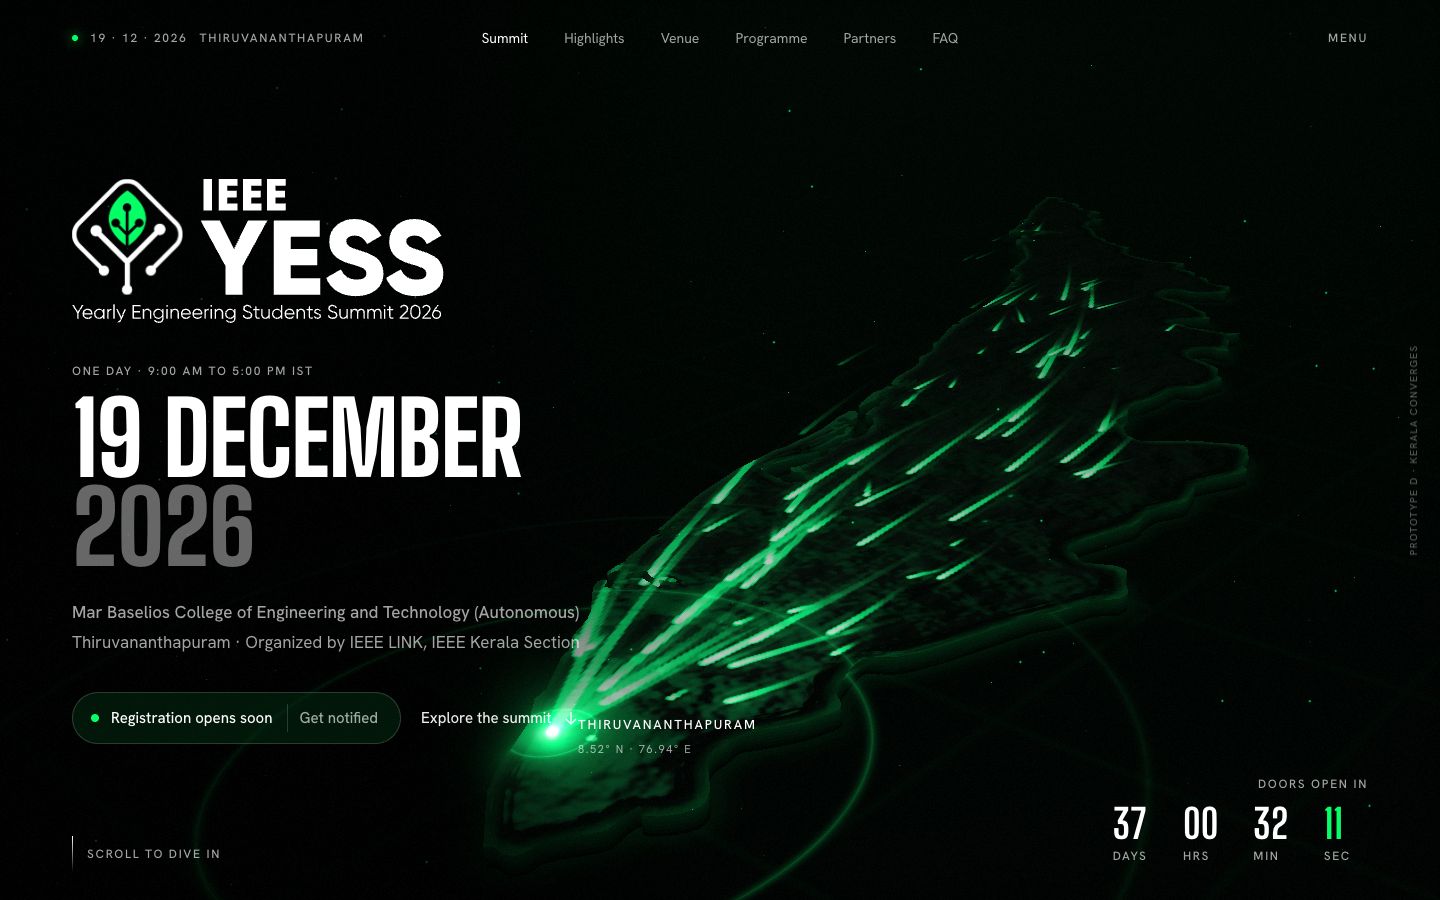 19 · 12 · 2026 THIRUVANANTHAPURAM
Summit Highlights Venue Programme Partners FAQ
MENU
IEEE
YESS
Yearly Engineering Students Summit 2026
ONE DAY · 9:00 AM TO 5:00 PM IST
19 DECEMBER
2026
Mar Baselios College of Engineering and Technology (Autonomous)
Thiruvananthapuram · Organized by IEEE LINK, IEEE Kerala Section
Registration opens soon Get notified
Explore the summit ↓
THIRUVANANTHAPURAM
8.52° N · 76.94° E
PROTOTYPE D · KERALA CONVERGES
DOORS OPEN IN
37 00 32 11
DAYS HRS MIN SEC
SCROLL TO DIVE IN